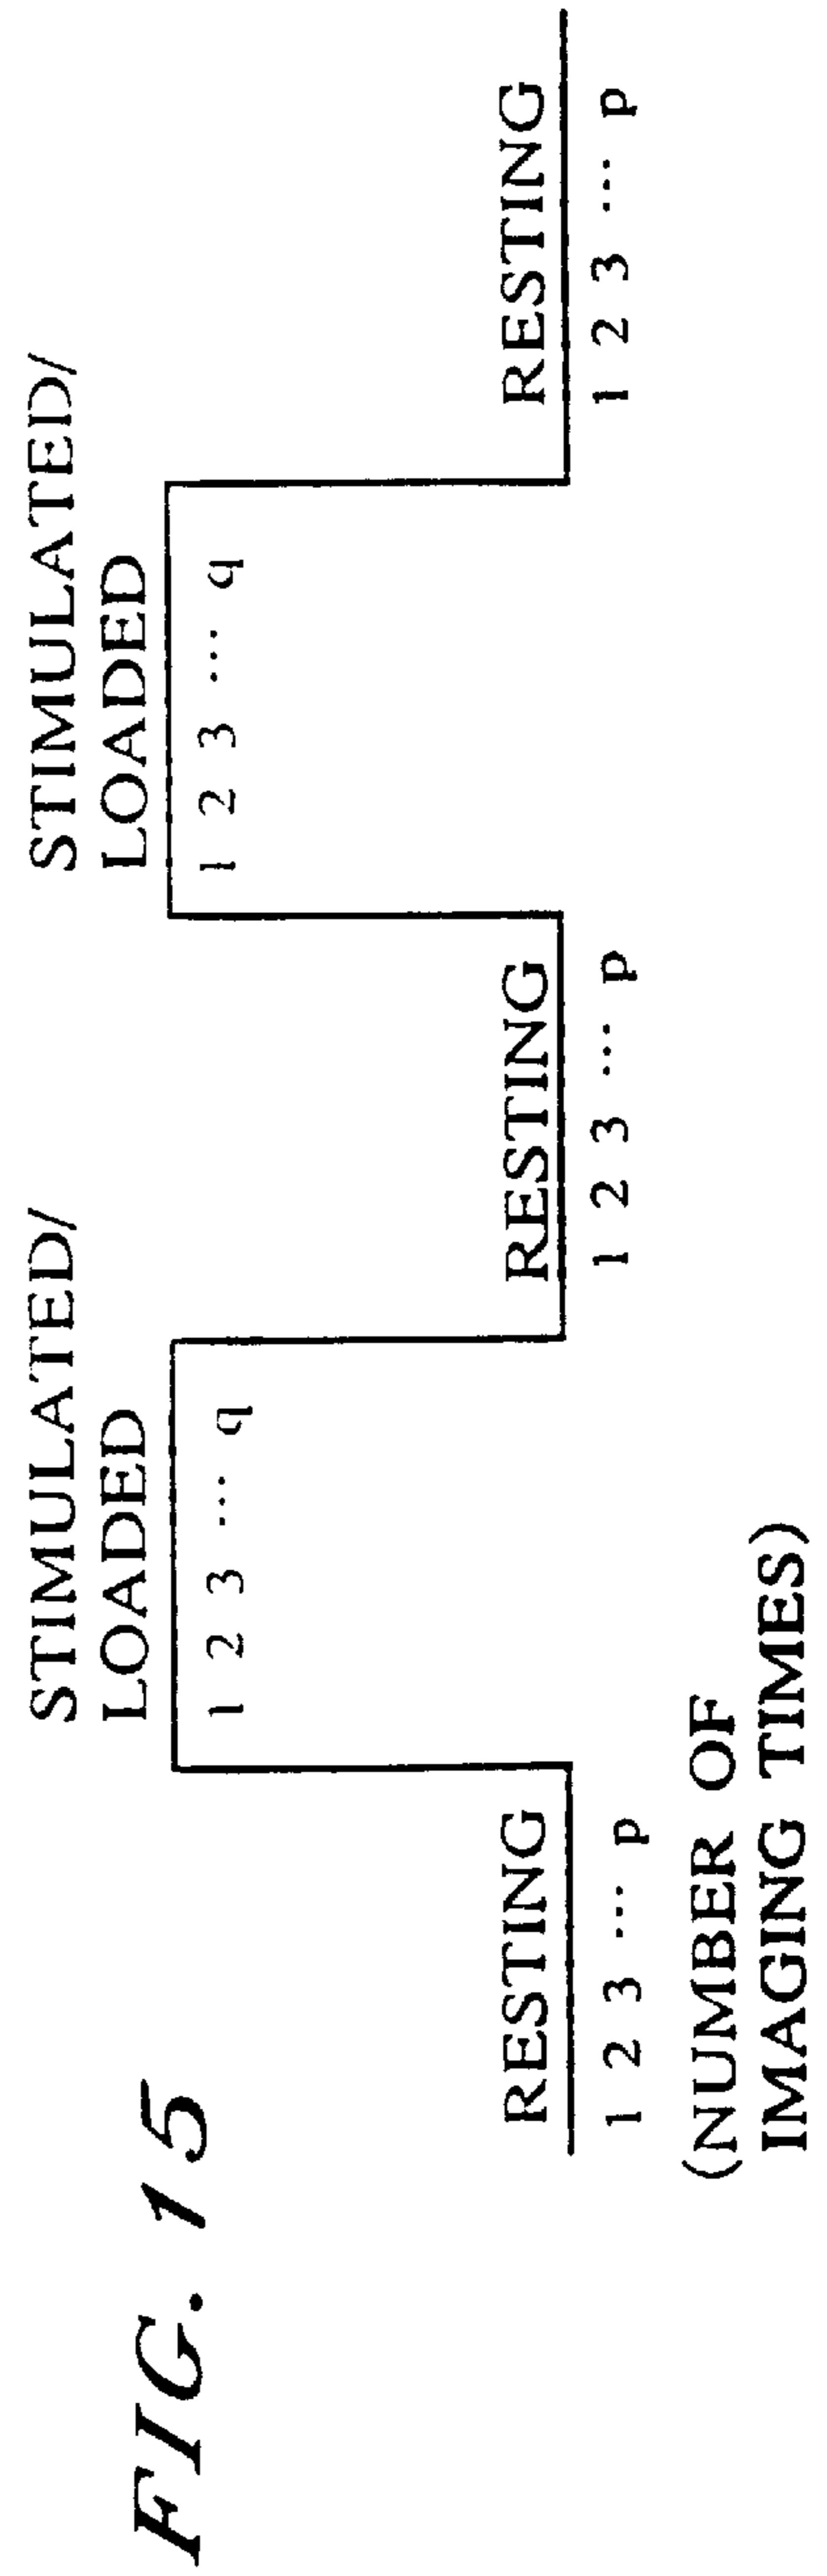 FIG. 15
STIMULATED/
LOADED
1 2 3 ... q
STIMULATED/
LOADED
1 2 3 ... q
RESTING
1 2 3 ... p
RESTING
1 2 3 ... p
RESTING
1 2 3 ... p
(NUMBER OF
IMAGING TIMES)